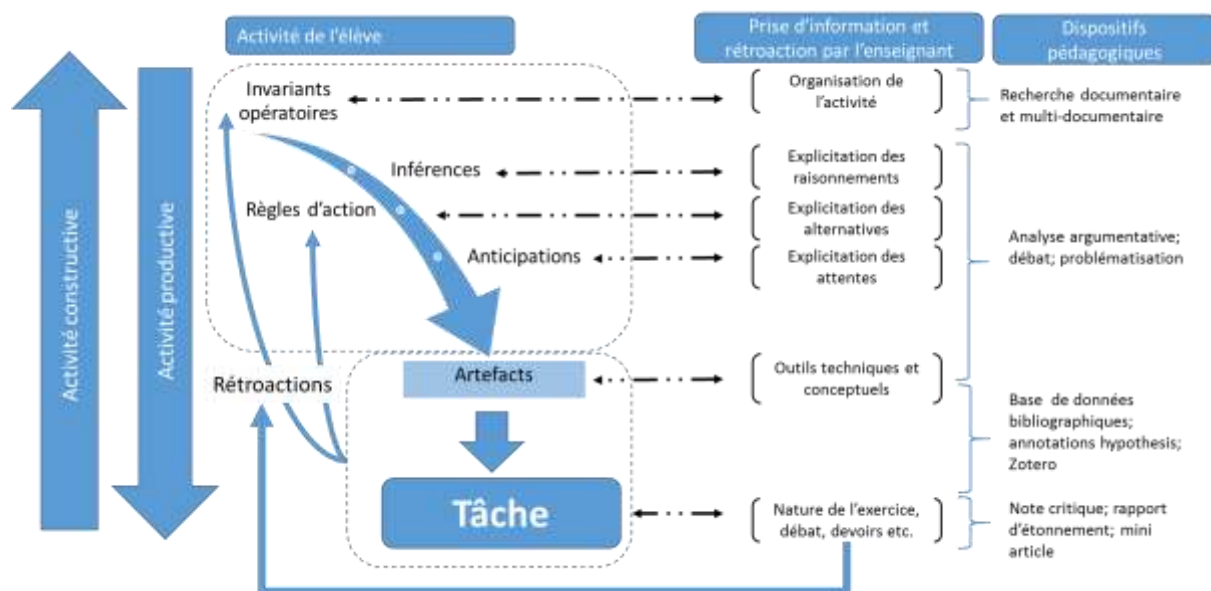 Activité de l'élève
Prise d'information et
rétroaction par l'enseignant
Dispositifs
pédagogiques
Activité constructive
Activité productive
Invariants
opératoires
Organisation de
l'activité
Recherche documentaire
et multi-documentaire
Inférences
Explicitation des
raisonnements
Règles d'action
Explicitation des
alternatives
Anticipations
Explicitation des
attentes
Analyse argumentative;
débat; problématisation
Rétroactions
Artefacts
Outils techniques et
conceptuels
Base de données
bibliographiques;
annotations hypothesis;
Zotero
Tâche
Nature de l'exercice,
débat, devoirs etc.
Note critique; rapport
d'étonnement; mini
article